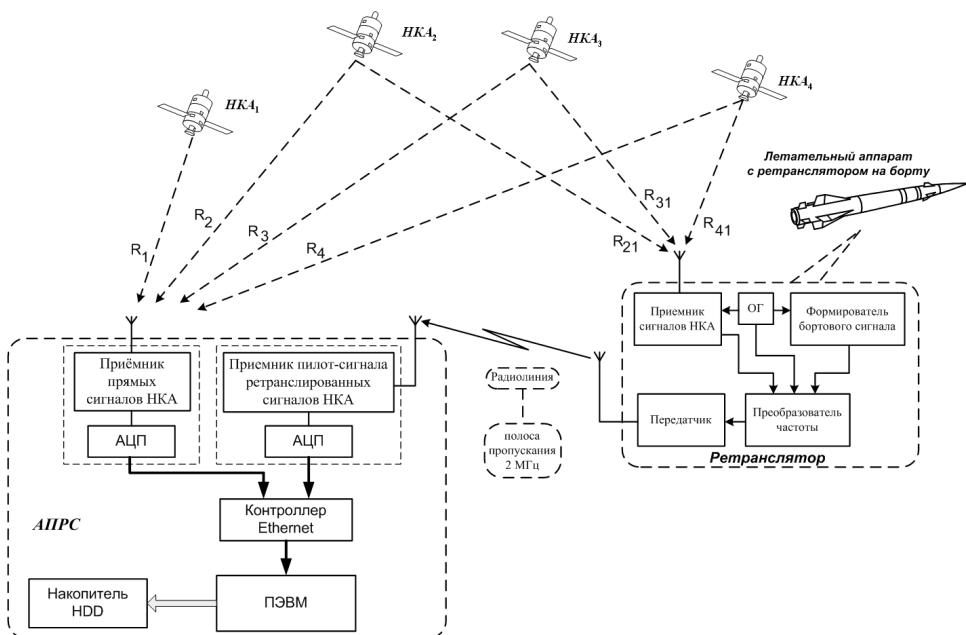 НКА1
НКА2
НКА3
НКА4
R1
R2
R3
R4
R21
R31
R41
Летательный аппарат
с ретранслятором на борту
Приемник
сигналов НКА
ОГ
Формирователь
бортового сигнала
Передатчик
Преобразователь
частоты
Ретранслятор
Радиолиния
полоса
пропускания
2 МГц
Приёмник
прямых
сигналов НКА
Приемник пилот-сигнала
ретранслированных
сигналов НКА
АЦП
АЦП
Контроллер
Ethernet
АПРС
Накопитель
HDD
ПЭВМ